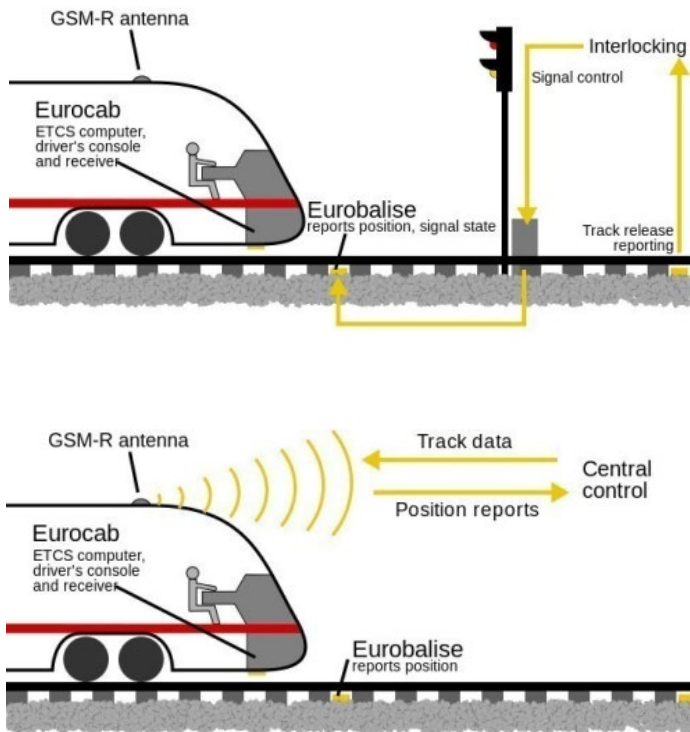 GSM-R antenna
Interlocking
Signal control
Eurocab
ETCS computer,
driver's console
and receiver
Eurobalise
reports position, signal state
Track release
reporting
GSM-R antenna
Track data
Central
control
Position reports
Eurocab
ETCS computer,
driver's console
and receiver
Eurobalise
reports position